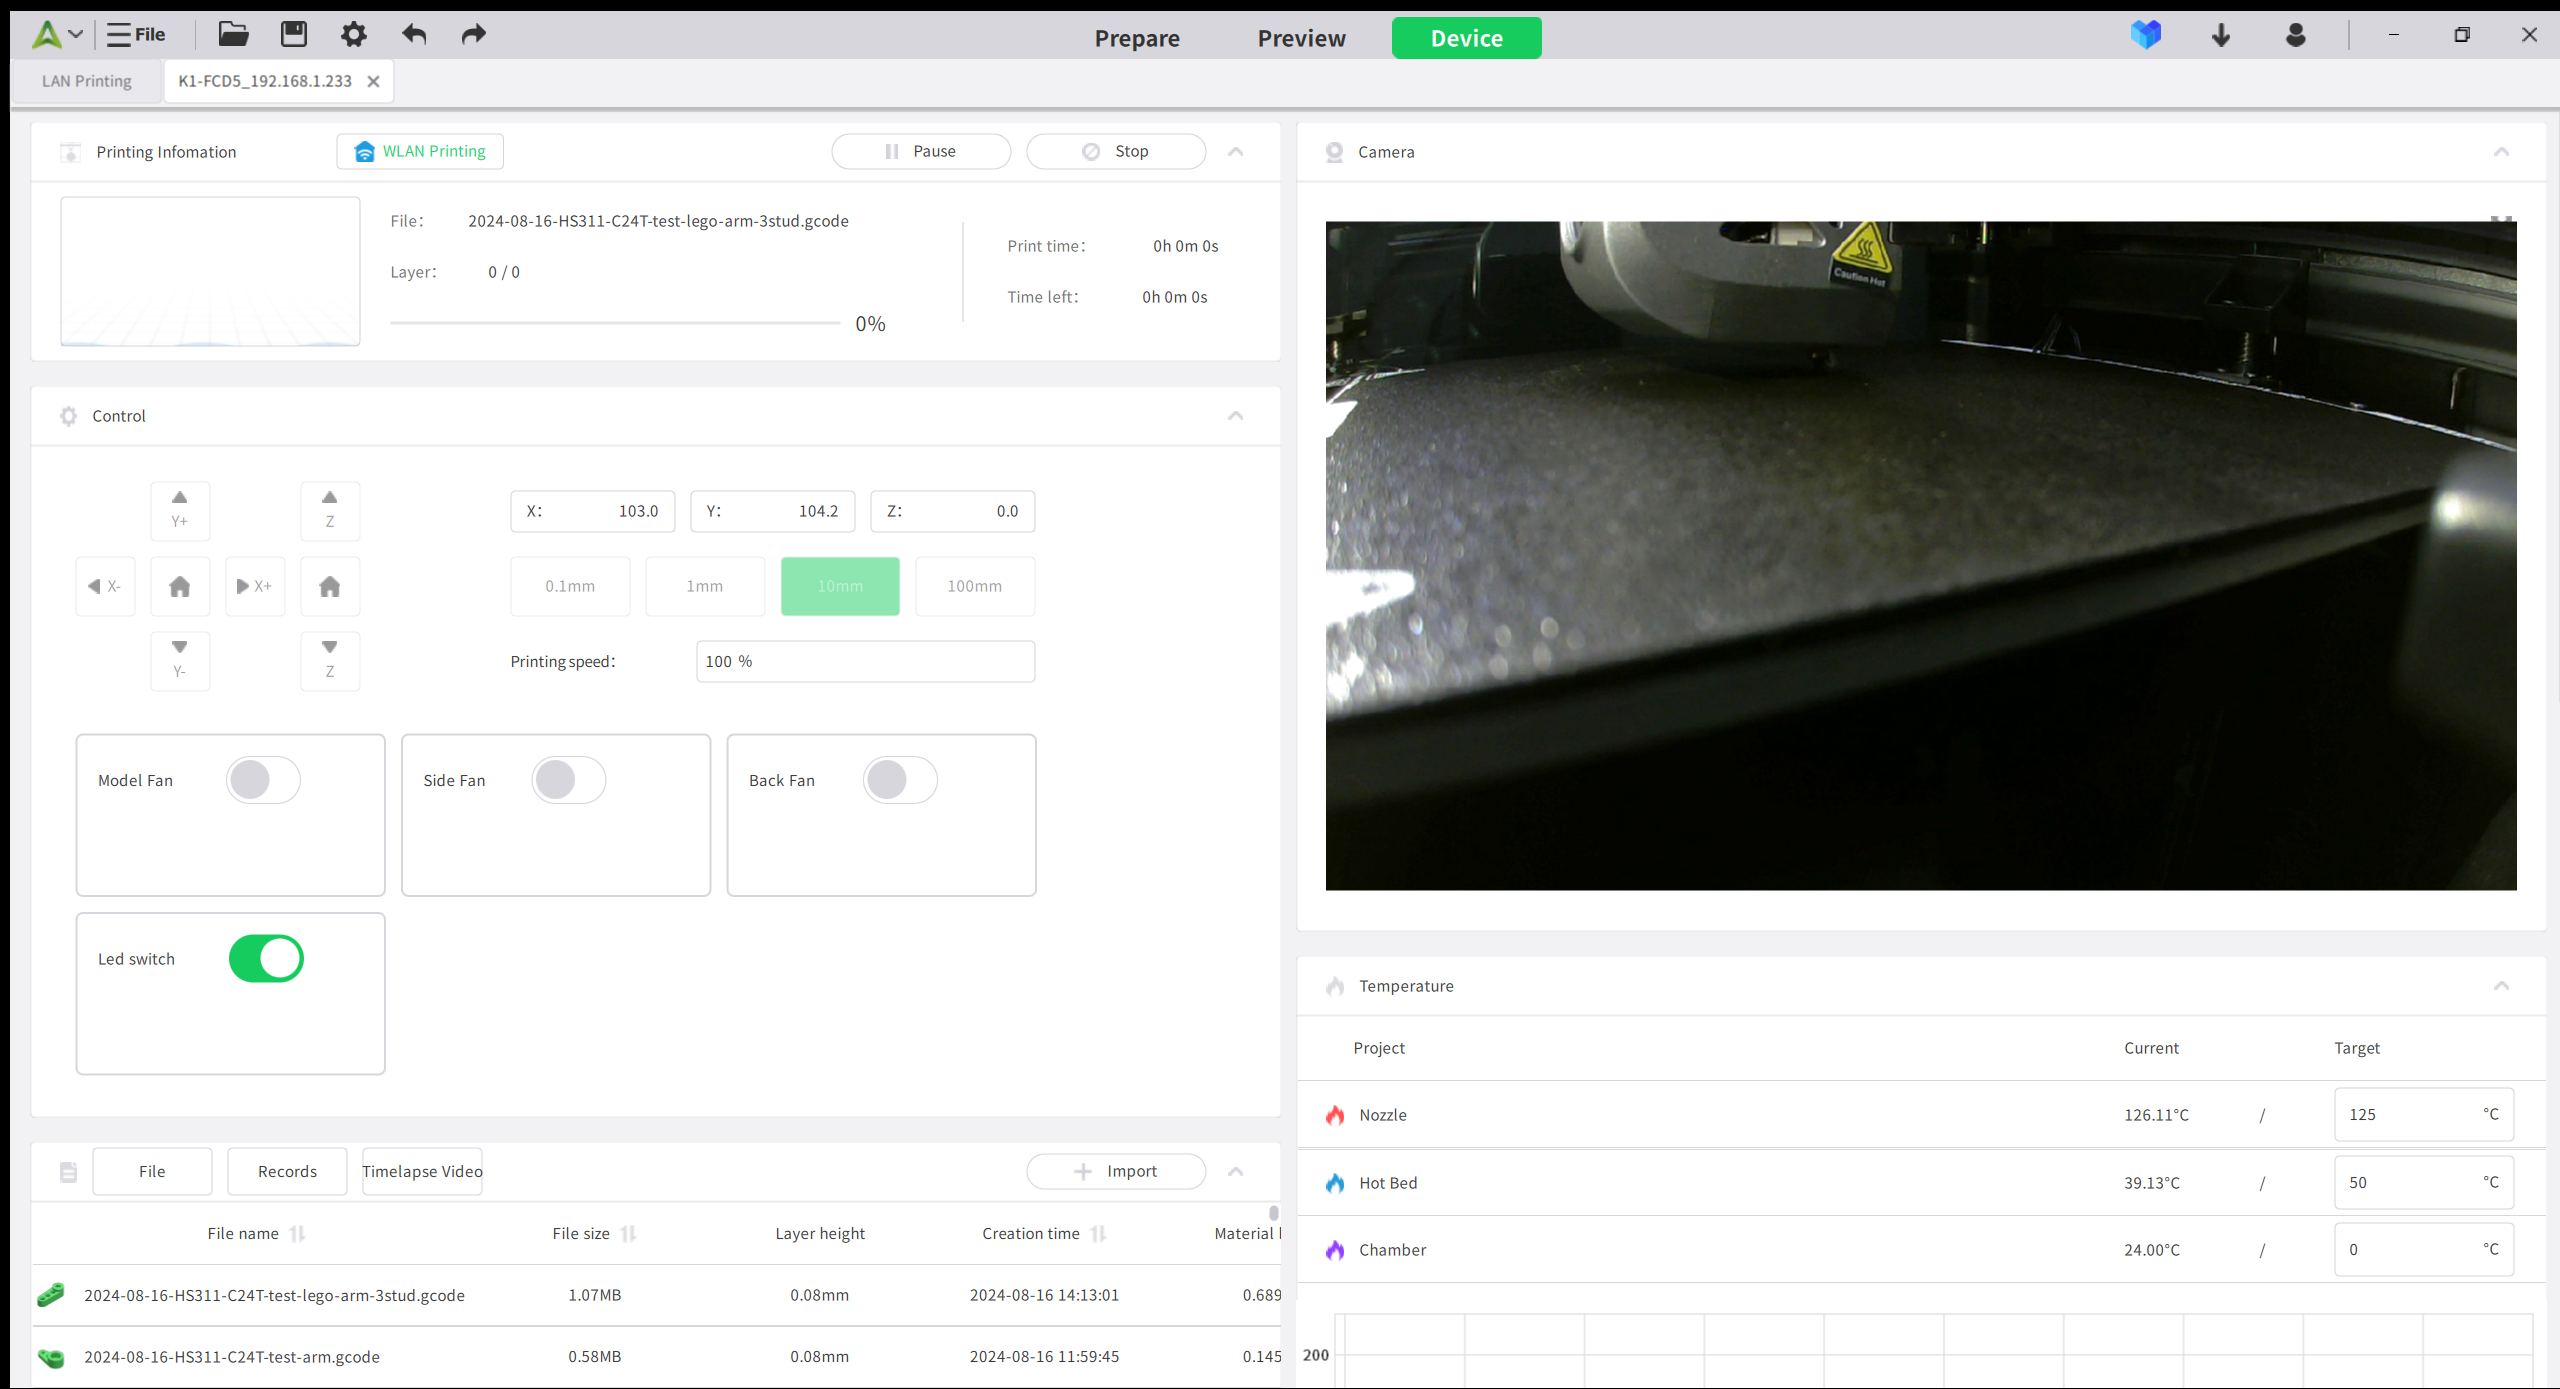 File
Prepare
Preview
Device
LAN Printing
K1-FCD5_192.168.1.233
Printing Infomation
WLAN Printing
Pause
Stop
File:
2024-08-16-HS311-C24T-test-lego-arm-3stud.gcode
Layer:
0 / 0
0%
Print time:
0h 0m 0s
Time left:
0h 0m 0s
Control
Y+
Z
X-
X+
Y-
Z
X:
103.0
Y:
104.2
Z:
0.0
0.1mm
1mm
10mm
100mm
Printing speed:
100 %
Model Fan
Side Fan
Back Fan
Led switch
File
Records
Timelapse Video
Import
File name
File size
Layer height
Creation time
Material
2024-08-16-HS311-C24T-test-lego-arm-3stud.gcode
1.07MB
0.08mm
2024-08-16 14:13:01
0.689
2024-08-16-HS311-C24T-test-arm.gcode
0.58MB
0.08mm
2024-08-16 11:59:45
0.145
Camera
Caution Hot
Temperature
Project
Current
Target
Nozzle
126.11°C
/
125
°C
Hot Bed
39.13°C
/
50
°C
Chamber
24.00°C
/
0
°C
200